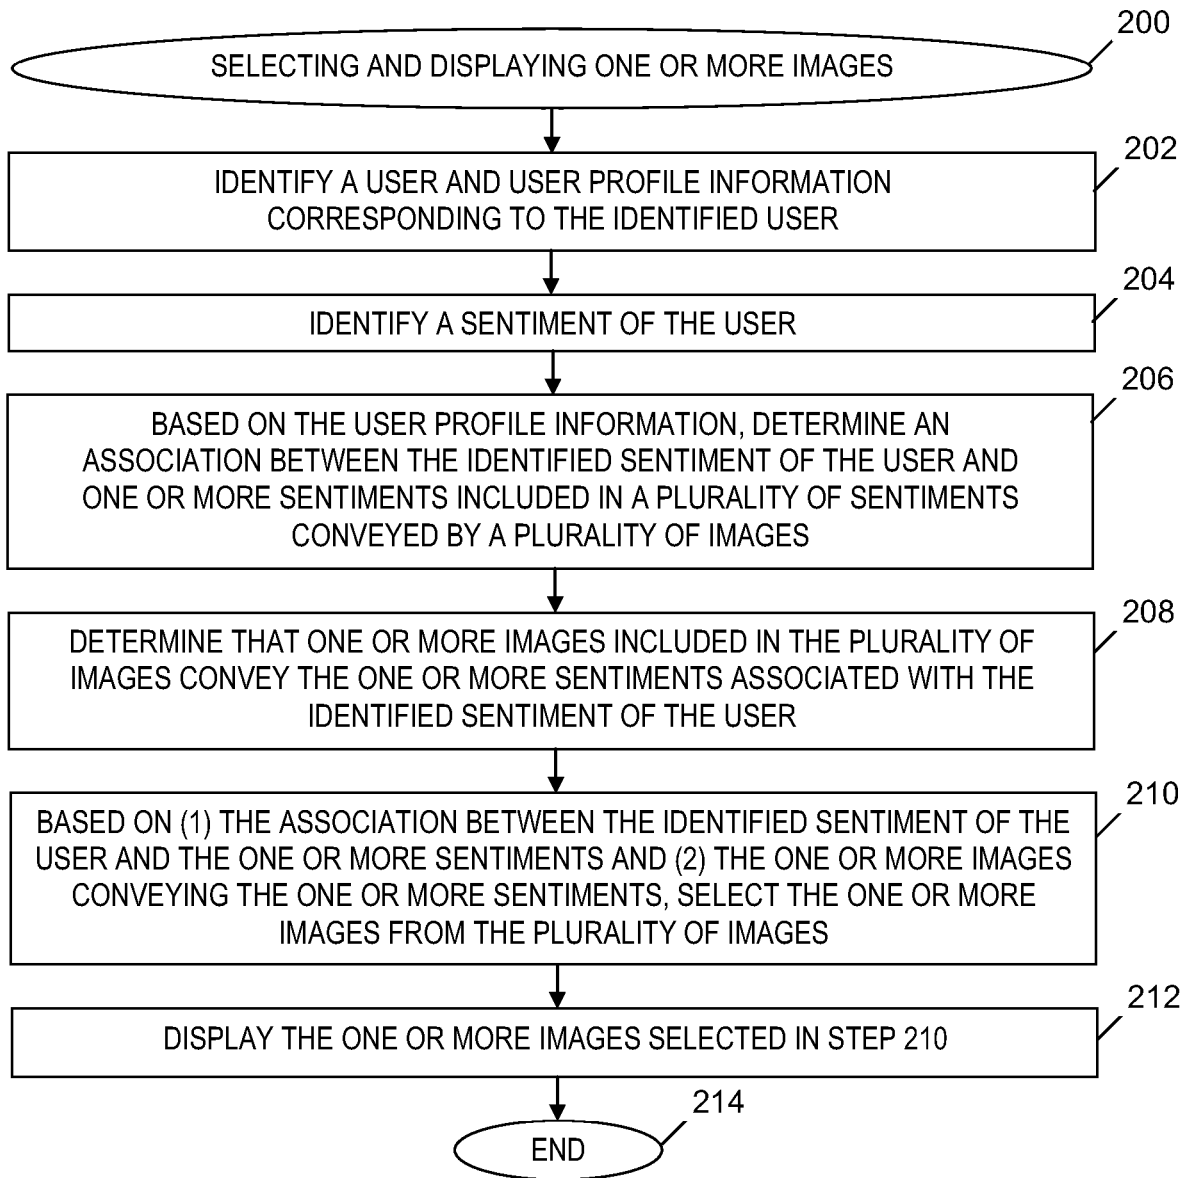 200
SELECTING AND DISPLAYING ONE OR MORE IMAGES
202
IDENTIFY A USER AND USER PROFILE INFORMATION
CORRESPONDING TO THE IDENTIFIED USER
204
IDENTIFY A SENTIMENT OF THE USER
206
BASED ON THE USER PROFILE INFORMATION, DETERMINE AN
ASSOCIATION BETWEEN THE IDENTIFIED SENTIMENT OF THE USER AND
ONE OR MORE SENTIMENTS INCLUDED IN A PLURALITY OF SENTIMENTS
CONVEYED BY A PLURALITY OF IMAGES
208
DETERMINE THAT ONE OR MORE IMAGES INCLUDED IN THE PLURALITY OF
IMAGES CONVEY THE ONE OR MORE SENTIMENTS ASSOCIATED WITH THE
IDENTIFIED SENTIMENT OF THE USER
210
BASED ON (1) THE ASSOCIATION BETWEEN THE IDENTIFIED SENTIMENT OF THE
USER AND THE ONE OR MORE SENTIMENTS AND (2) THE ONE OR MORE IMAGES
CONVEYING THE ONE OR MORE SENTIMENTS, SELECT THE ONE OR MORE
IMAGES FROM THE PLURALITY OF IMAGES
212
DISPLAY THE ONE OR MORE IMAGES SELECTED IN STEP 210
214
END